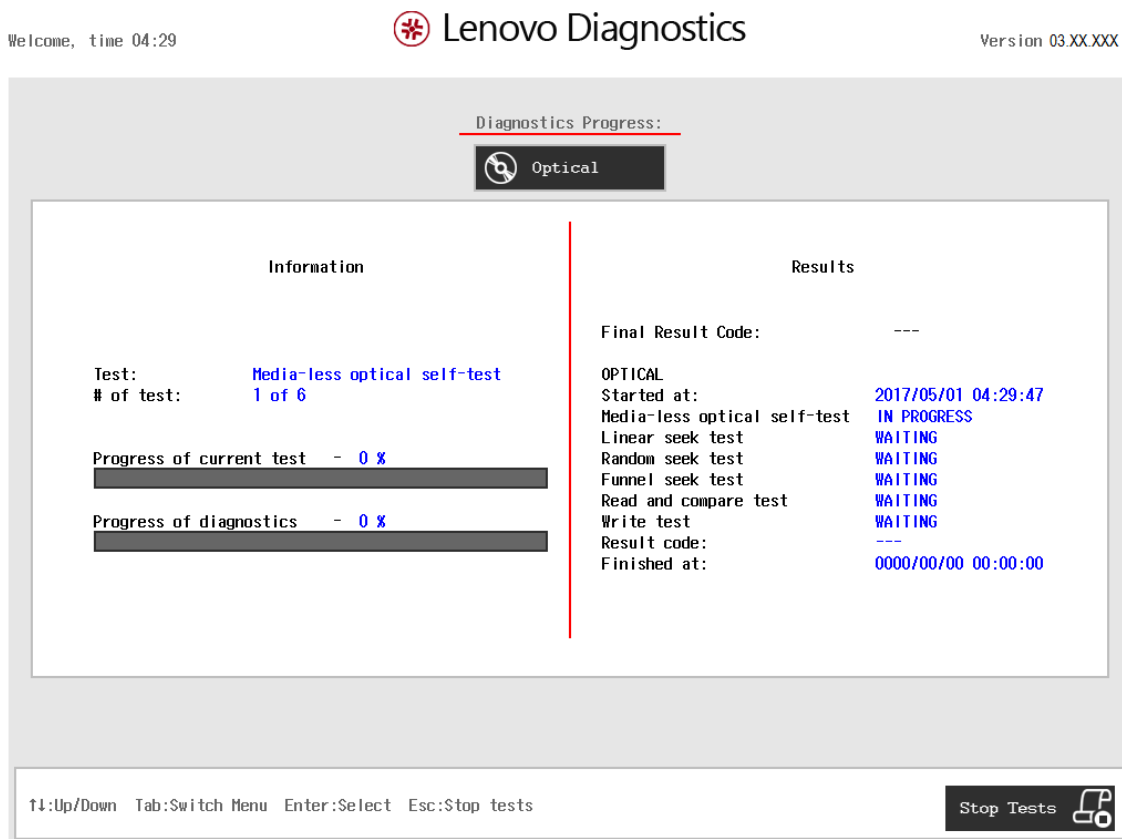 Welcome, time 04:29
Lenovo Diagnostics
Version 03.XX.XXX
Diagnostics Progress:
Optical
Information
Test: Media-less optical self-test
# of test: 1 of 6
Progress of current test - 0 %
Progress of diagnostics - 0 %
Results
Final Result Code: ---
OPTICAL
Started at: 2017/05/01 04:29:47
Media-less optical self-test IN PROGRESS
Linear seek test WAITING
Random seek test WAITING
Funnel seek test WAITING
Read and compare test WAITING
Write test WAITING
Result code: ---
Finished at: 0000/00/00 00:00:00
↑↓:Up/Down Tab:Switch Menu Enter:Select Esc:Stop tests
Stop Tests